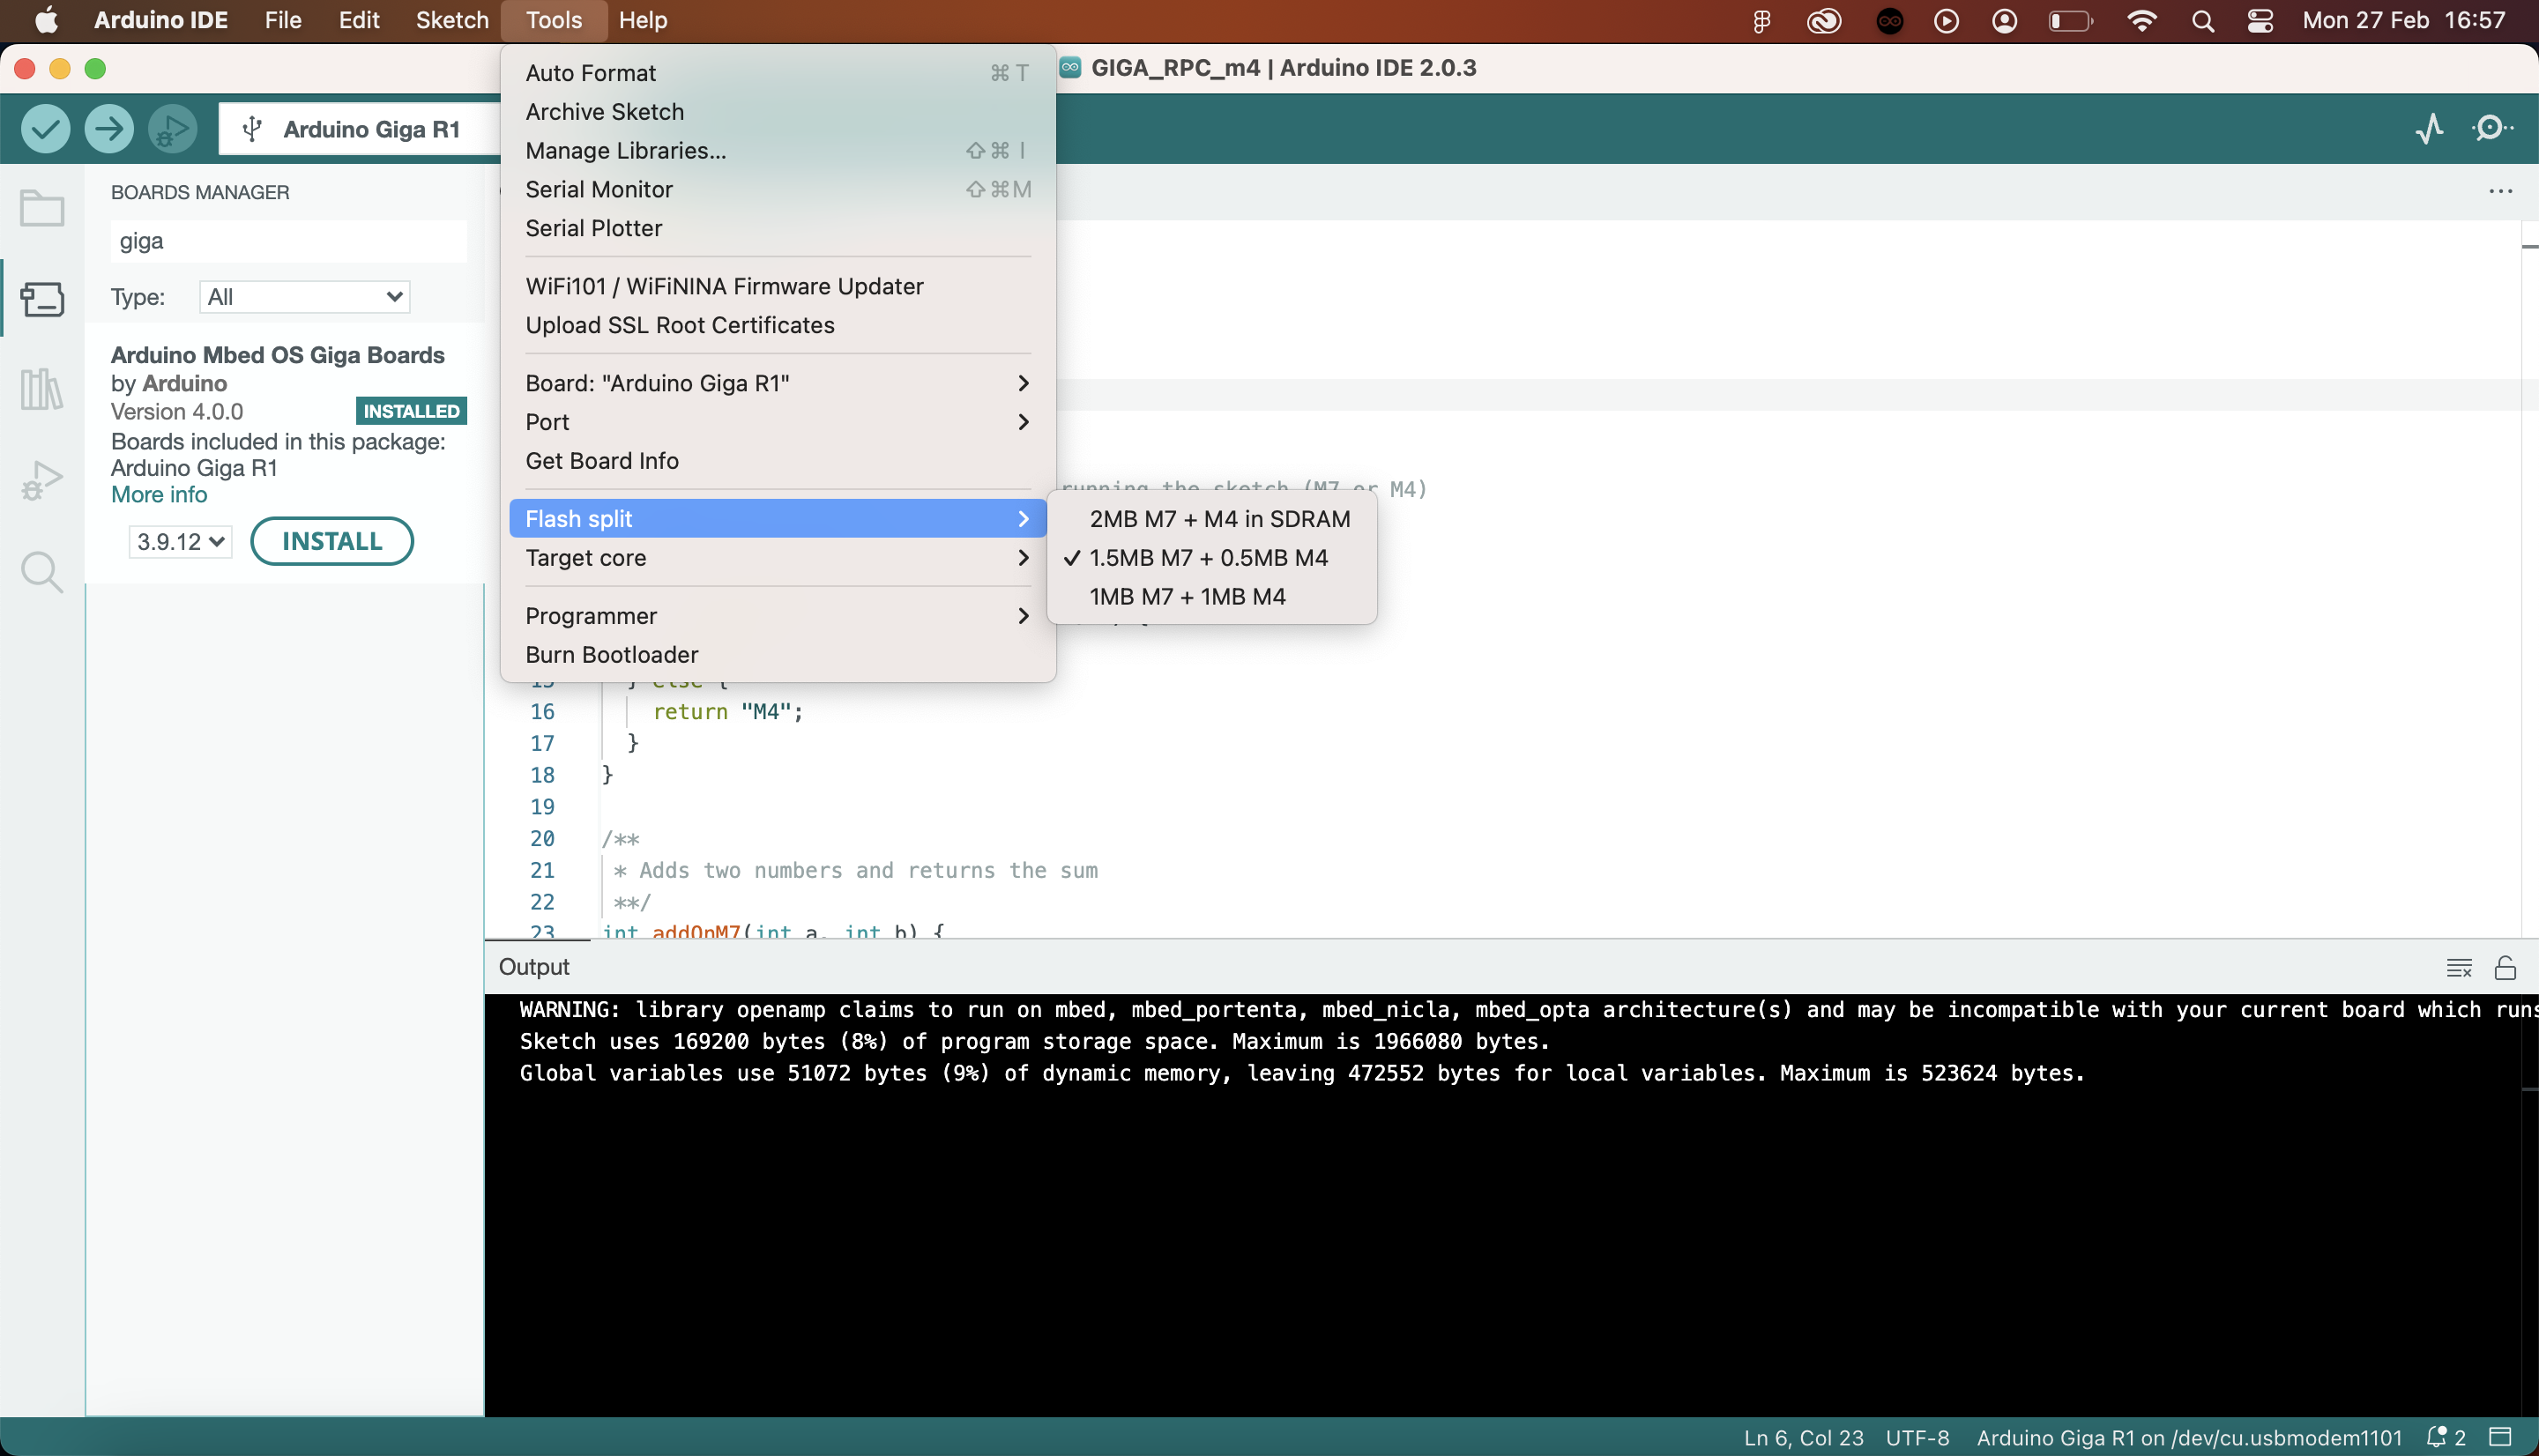 Arduino IDE File Edit Sketch Tools Help Mon 27 Feb 16:57
GIGA_RPC_m4 | Arduino IDE 2.0.3
Arduino Giga R1
BOARDS MANAGER
giga
Type: All
Arduino Mbed OS Giga Boards
by Arduino
Version 4.0.0 INSTALLED
Boards included in this package:
Arduino Giga R1
More info
3.9.12 INSTALL
Auto Format ⌘ T
Archive Sketch
Manage Libraries... ⇧ ⌘ I
Serial Monitor ⇧ ⌘ M
Serial Plotter
WiFi101 / WiFiNINA Firmware Updater
Upload SSL Root Certificates
Board: "Arduino Giga R1"
Port
Get Board Info
Flash split
Target core
Programmer
Burn Bootloader
2MB M7 + M4 in SDRAM
✓ 1.5MB M7 + 0.5MB M4
1MB M7 + 1MB M4
running the sketch (M7 or M4)
15 } else {
16 return "M4";
17 }
18 }
19
20 /**
21 * Adds two numbers and returns the sum
22 **/
23 int addOnM7(int a, int b) {
Output
WARNING: library openamp claims to run on mbed, mbed_portenta, mbed_nicla, mbed_opta architecture(s) and may be incompatible with your current board which runs
Sketch uses 169200 bytes (8%) of program storage space. Maximum is 1966080 bytes.
Global variables use 51072 bytes (9%) of dynamic memory, leaving 472552 bytes for local variables. Maximum is 523624 bytes.
Ln 6, Col 23 UTF-8 Arduino Giga R1 on /dev/cu.usbmodem1101 2